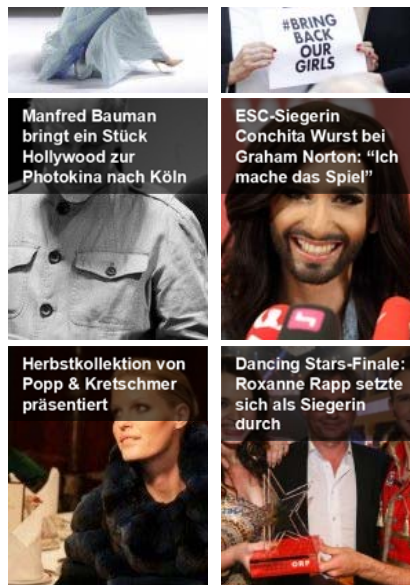 #BRING
BACK
OUR
GIRLS
Manfred Bauman
bringt ein Stück
Hollywood zur
Photokina nach Köln
ESC-Siegerin
Conchita Wurst bei
Graham Norton: “Ich
mache das Spiel”
Herbstkollektion von
Popp & Kretschmer
präsentiert
Dancing Stars-Finale:
Roxanne Rapp setzte
sich als Siegerin
durch
ORF